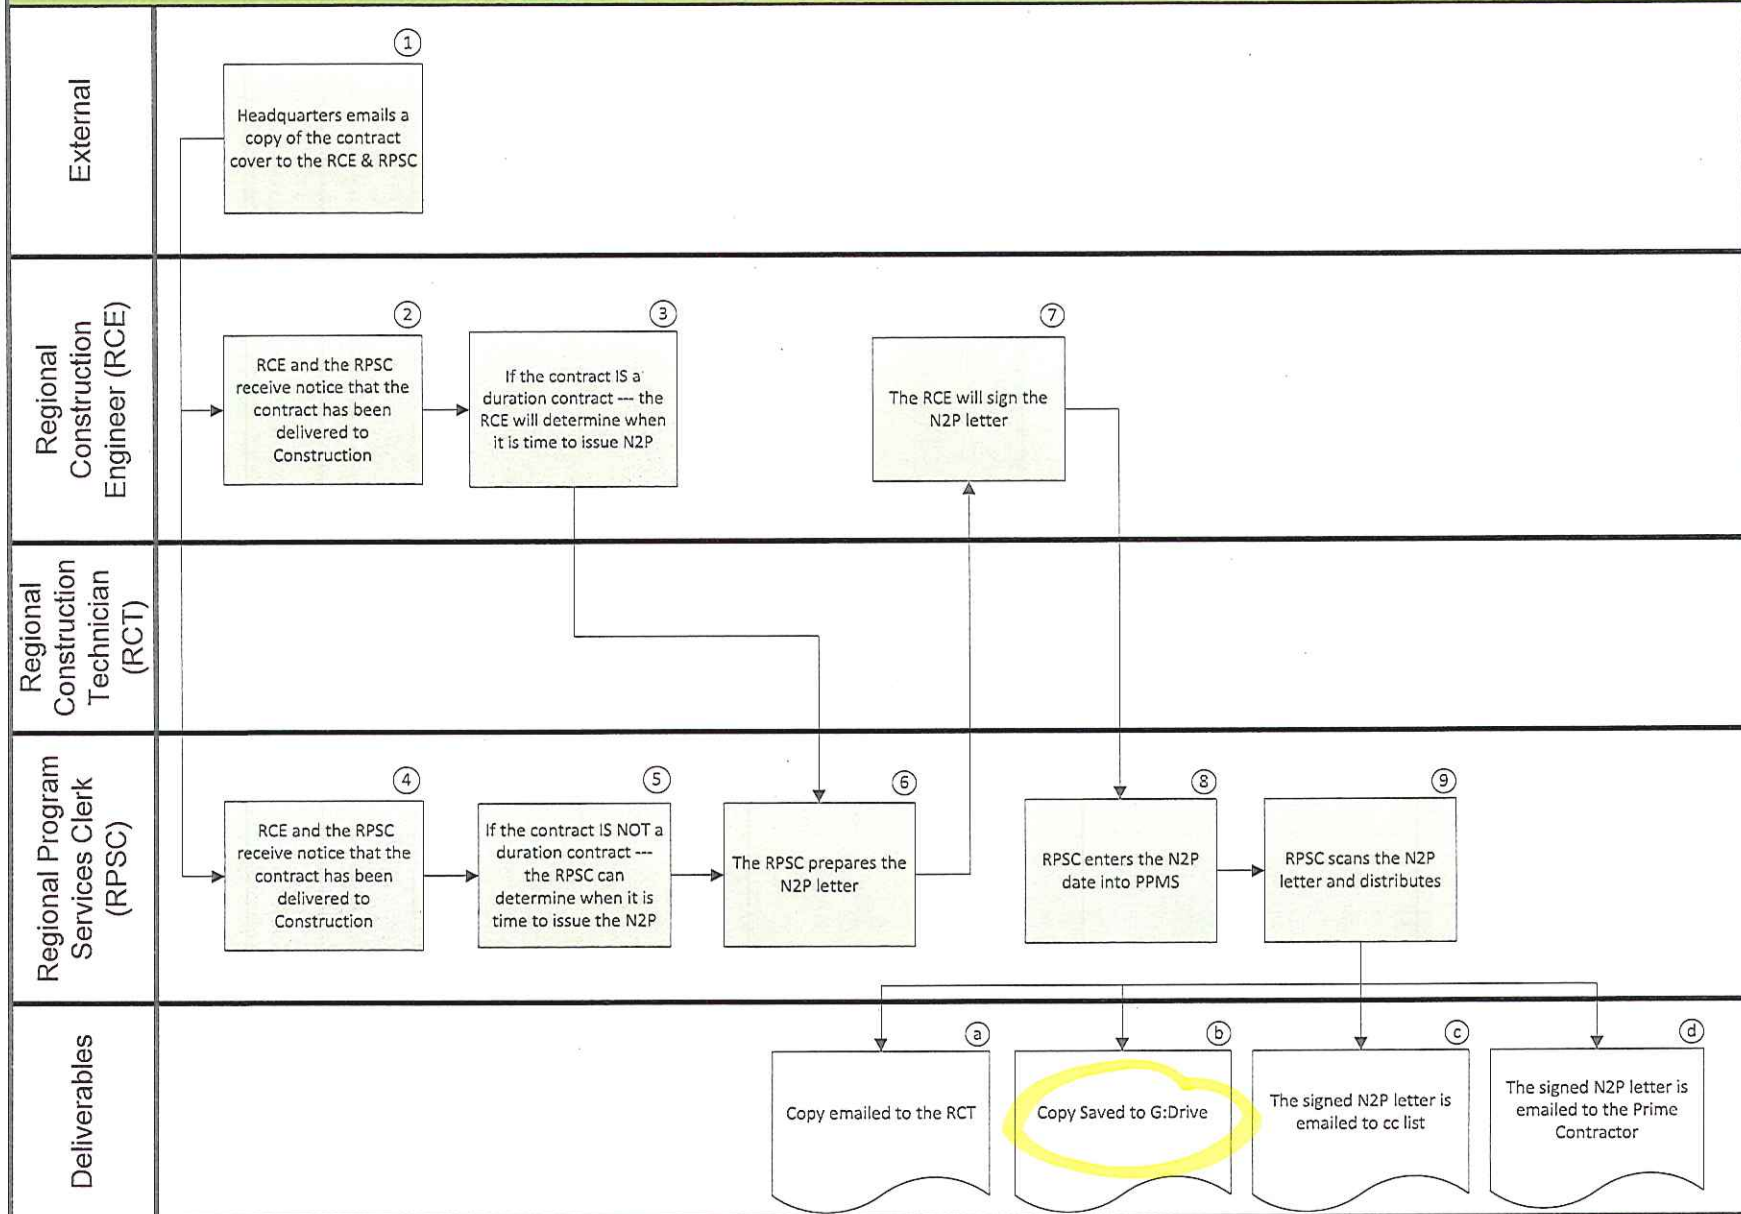 External
①
Headquarters emails a
copy of the contract
cover to the RCE & RPSC
Regional
Construction
Engineer (RCE)
②
RCE and the RPSC
receive notice that the
contract has been
delivered to
Construction
③
If the contract IS a
duration contract --- the
RCE will determine when
it is time to issue N2P
⑦
The RCE will sign the
N2P letter
Regional
Construction
Technician
(RCT)
Regional Program
Services Clerk
(RPSC)
④
RCE and the RPSC
receive notice that the
contract has been
delivered to
Construction
⑤
If the contract IS NOT a
duration contract ---
the RPSC can
determine when it is
time to issue the N2P
⑥
The RPSC prepares the
N2P letter
⑧
RPSC enters the N2P
date into PPMS
⑨
RPSC scans the N2P
letter and distributes
Deliverables
ⓐ
Copy emailed to the RCT
ⓑ
Copy Saved to G:Drive
ⓒ
The signed N2P letter is
emailed to cc list
ⓓ
The signed N2P letter is
emailed to the Prime
Contractor